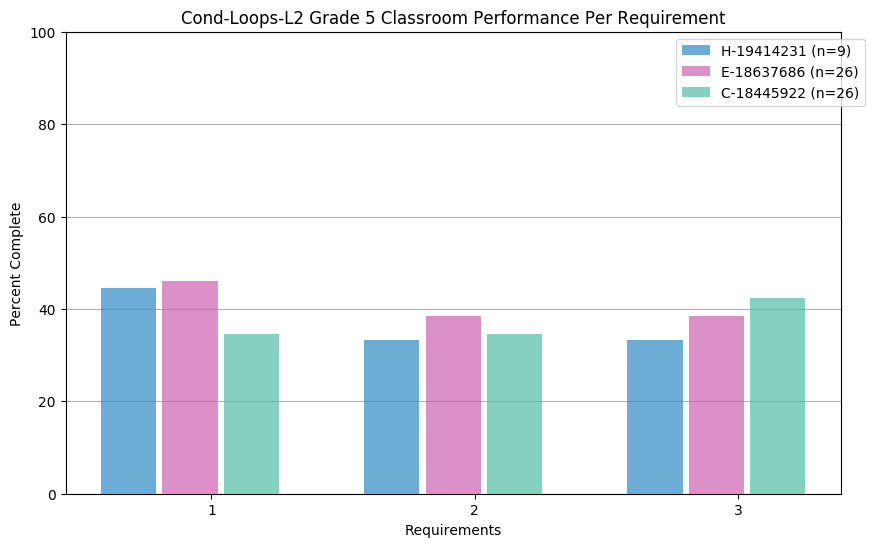 Cond-Loops-L2 Grade 5 Classroom Performance Per Requirement
H-19414231 (n=9)
E-18637686 (n=26)
C-18445922 (n=26)
Percent Complete
100
80
60
40
20
0
1 2 3
Requirements